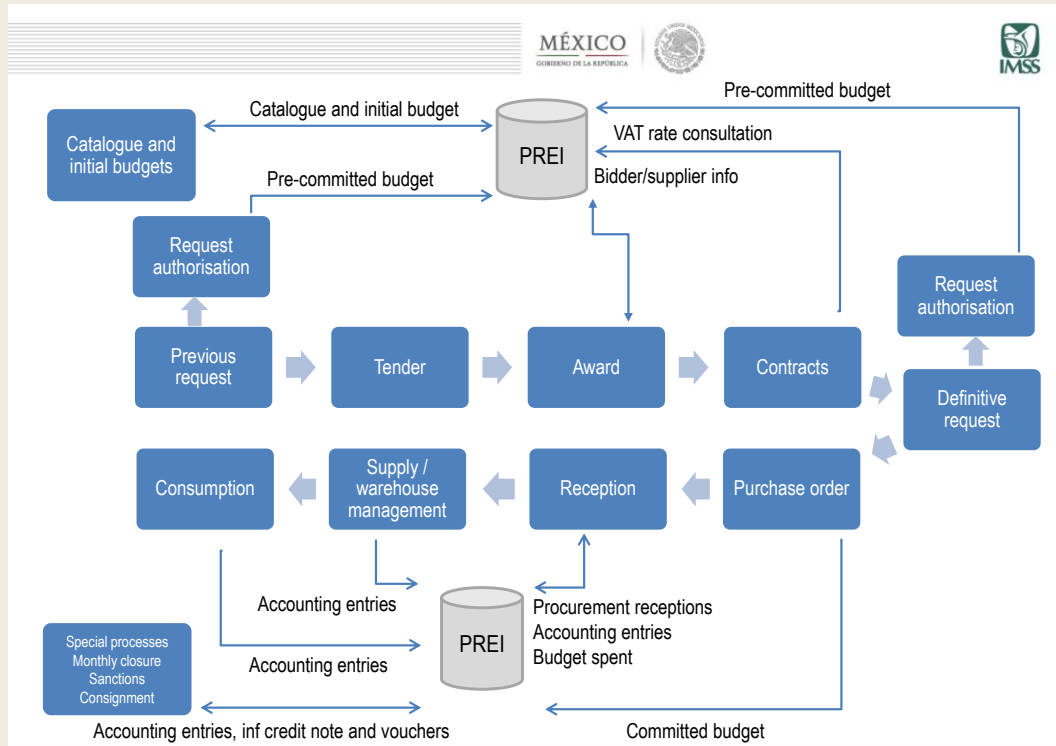 MÉXICO
GOBIERNO DE LA REPÚBLICA
IMSS
Catalogue and initial budget
Pre-committed budget
Catalogue and
initial budgets
PREI
VAT rate consultation
Bidder/supplier info
Pre-committed budget
Request
authorisation
Request
authorisation
Previous
request
Tender
Award
Contracts
Definitive
request
Consumption
Supply /
warehouse
management
Reception
Purchase order
Accounting entries
PREI
Procurement receptions
Accounting entries
Budget spent
Special processes
Monthly closure
Sanctions
Consignment
Accounting entries
Accounting entries, inf credit note and vouchers
Committed budget